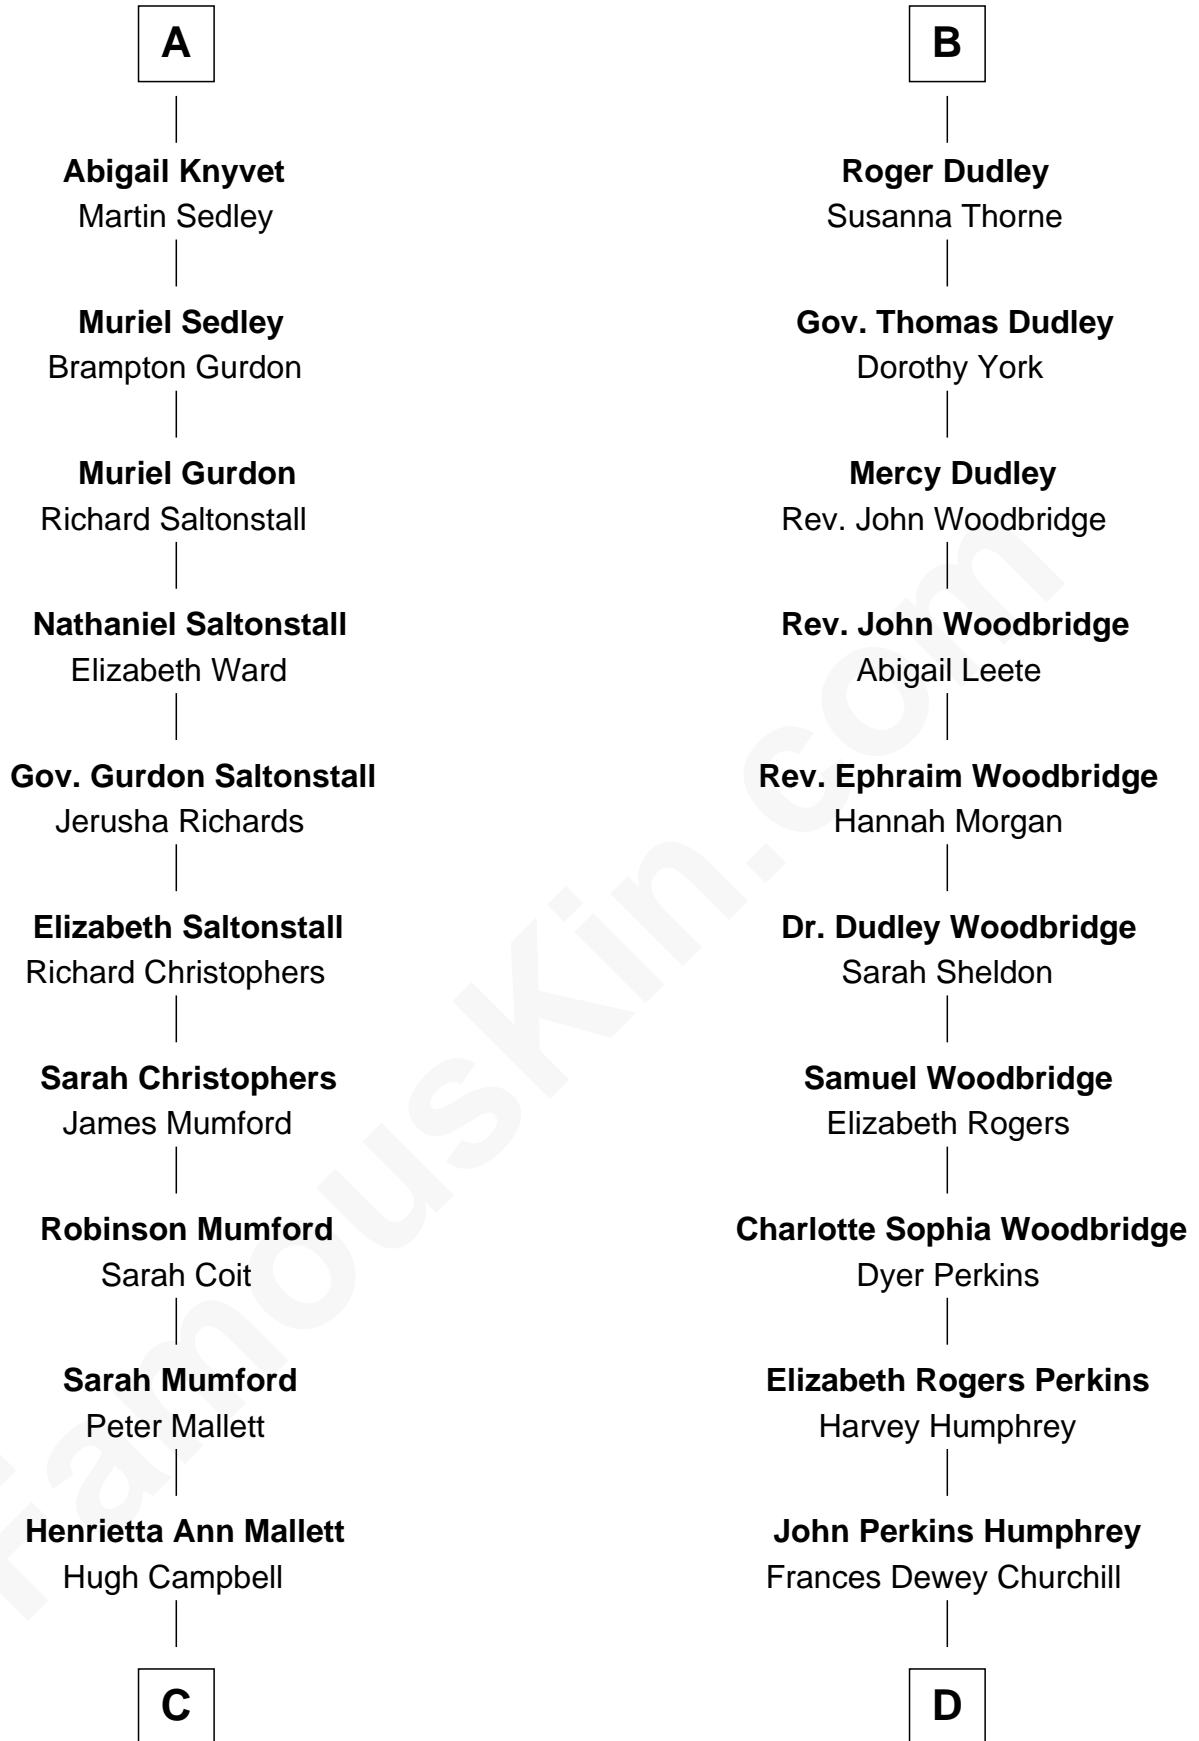 A
Abigail Knyvet
Martin Sedley
Muriel Sedley
Brampton Gurdon
Muriel Gurdon
Richard Saltonstall
Nathaniel Saltonstall
Elizabeth Ward
Gov. Gurdon Saltonstall
Jerusha Richards
Elizabeth Saltonstall
Richard Christophers
Sarah Christophers
James Mumford
Robinson Mumford
Sarah Coit
Sarah Mumford
Peter Mallett
Henrietta Ann Mallett
Hugh Campbell
C
B
Roger Dudley
Susanna Thorne
Gov. Thomas Dudley
Dorothy York
Mercy Dudley
Rev. John Woodbridge
Rev. John Woodbridge
Abigail Leete
Rev. Ephraim Woodbridge
Hannah Morgan
Dr. Dudley Woodbridge
Sarah Sheldon
Samuel Woodbridge
Elizabeth Rogers
Charlotte Sophia Woodbridge
Dyer Perkins
Elizabeth Rogers Perkins
Harvey Humphrey
John Perkins Humphrey
Frances Dewey Churchill
D
FamousKin.com